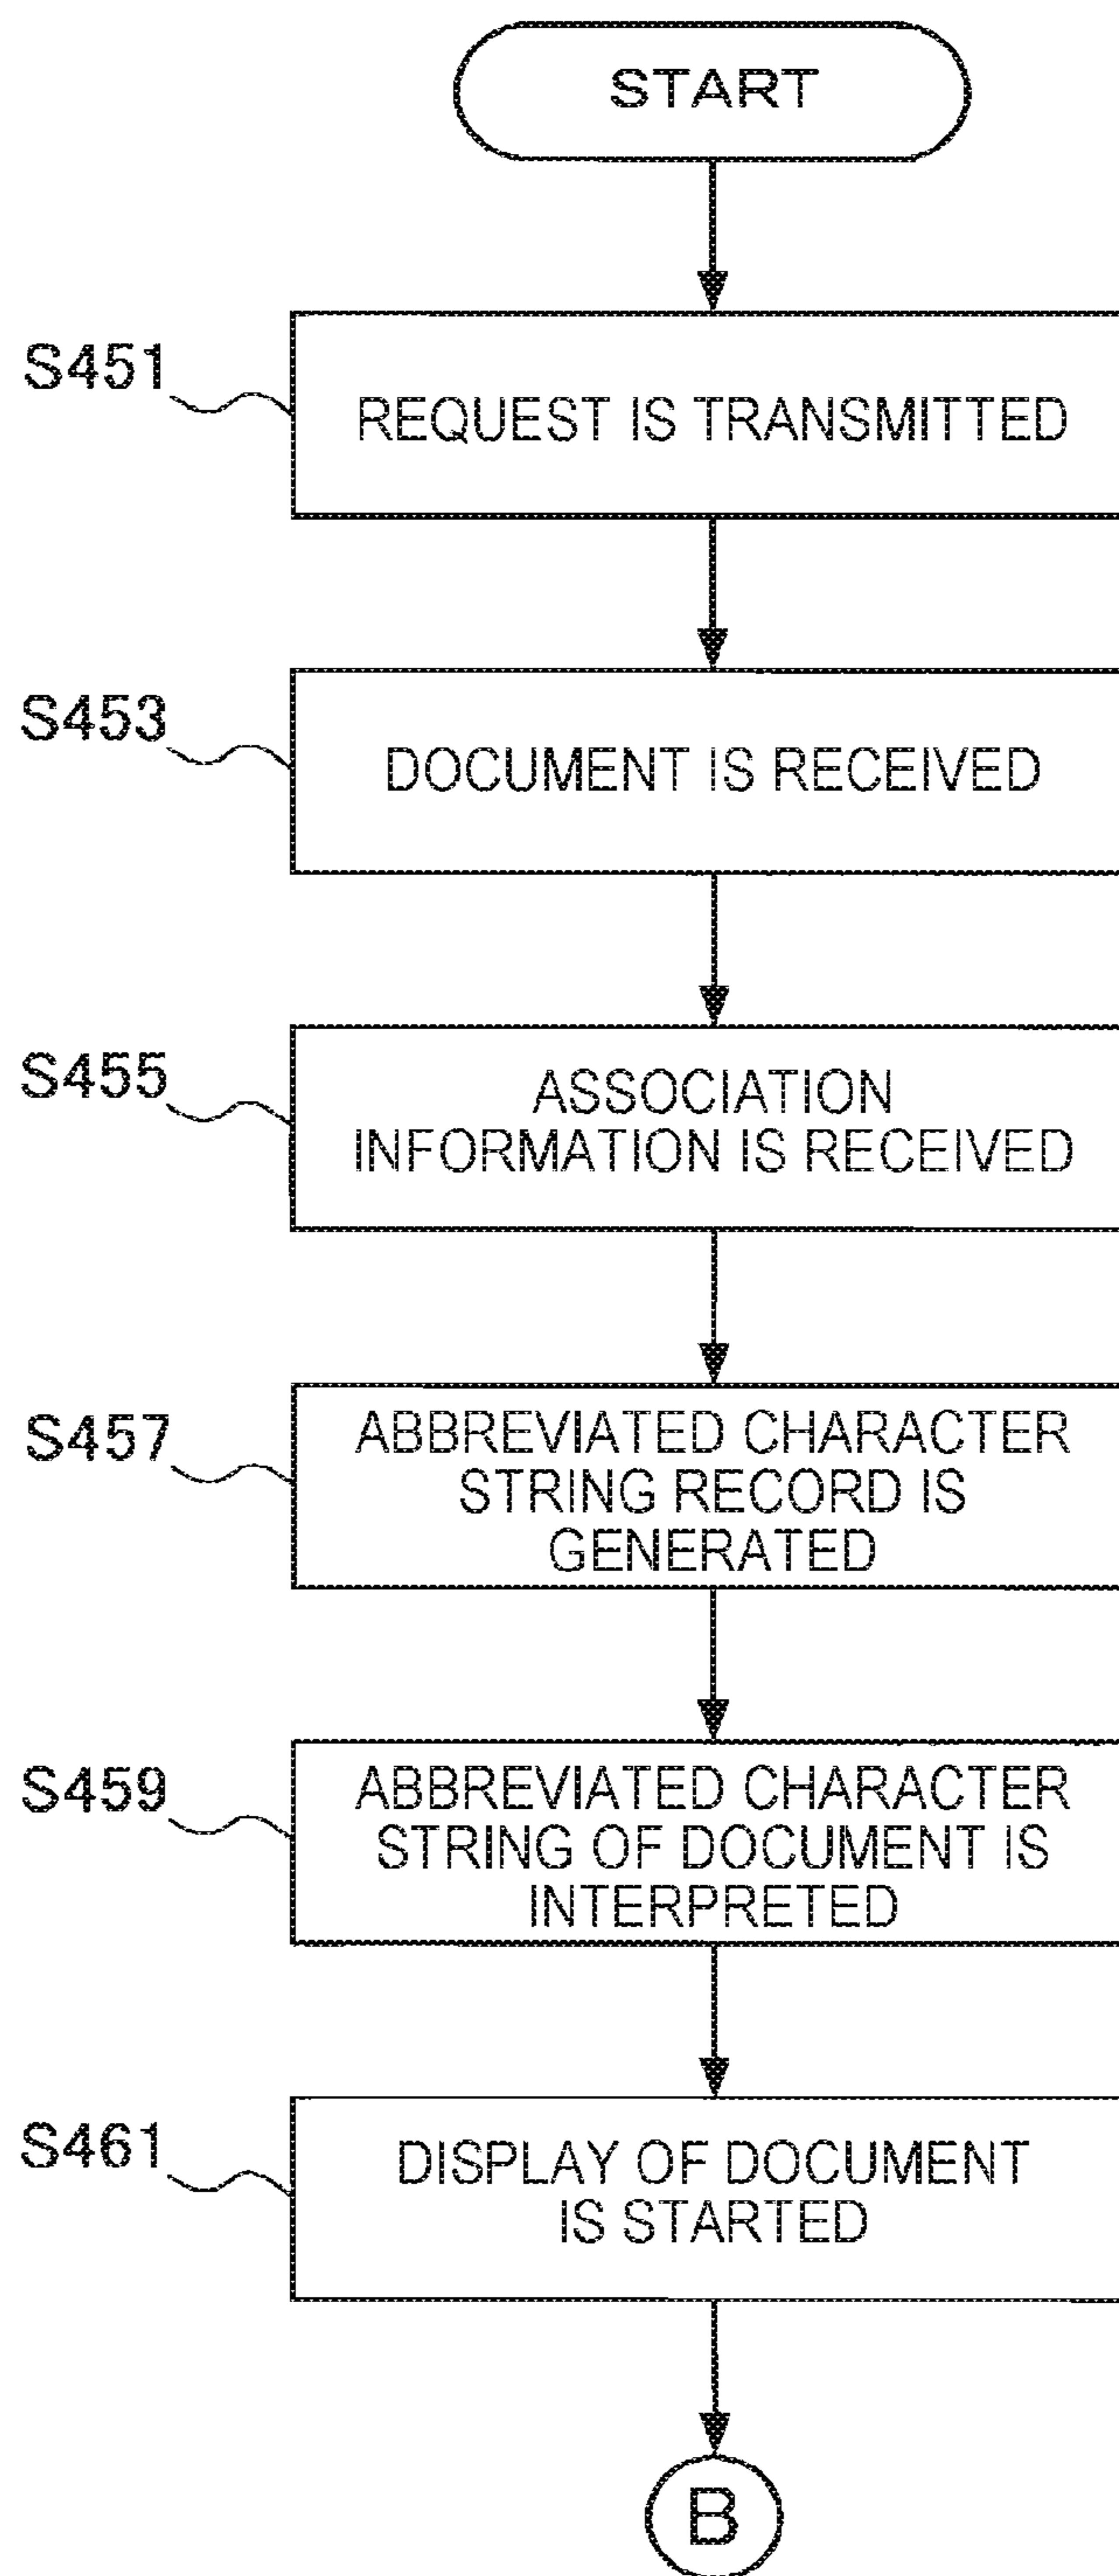 START
S451
REQUEST IS TRANSMITTED
S453
DOCUMENT IS RECEIVED
S455
ASSOCIATION
INFORMATION IS RECEIVED
S457
ABBREVIATED CHARACTER
STRING RECORD IS
GENERATED
S459
ABBREVIATED CHARACTER
STRING OF DOCUMENT IS
INTERPRETED
S461
DISPLAY OF DOCUMENT
IS STARTED
B